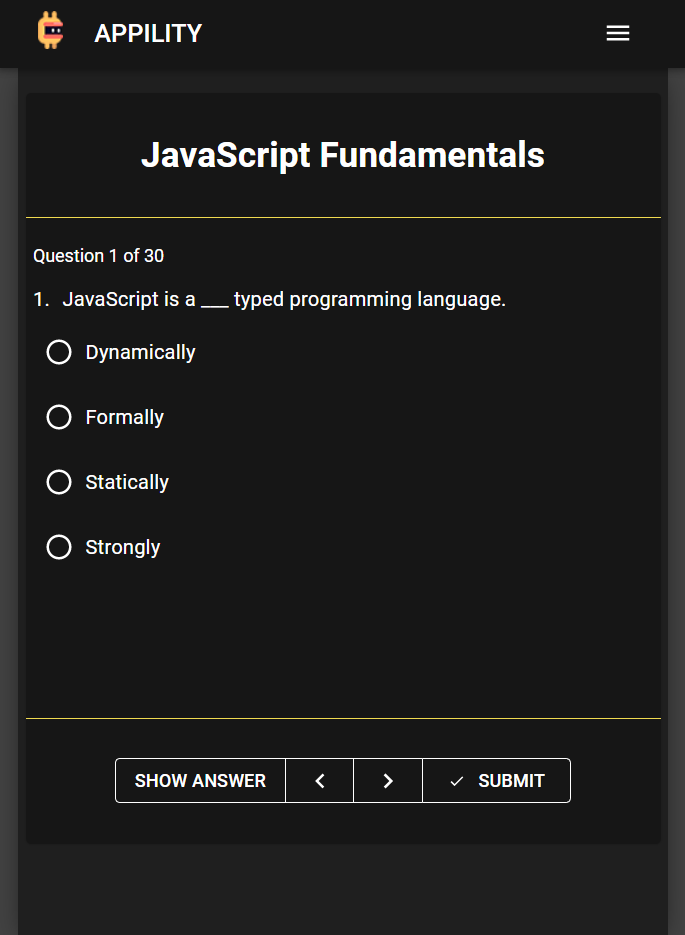 APPILITY
JavaScript Fundamentals
Question 1 of 30
1. JavaScript is a ___ typed programming language.
Dynamically
Formally
Statically
Strongly
SHOW ANSWER
SUBMIT